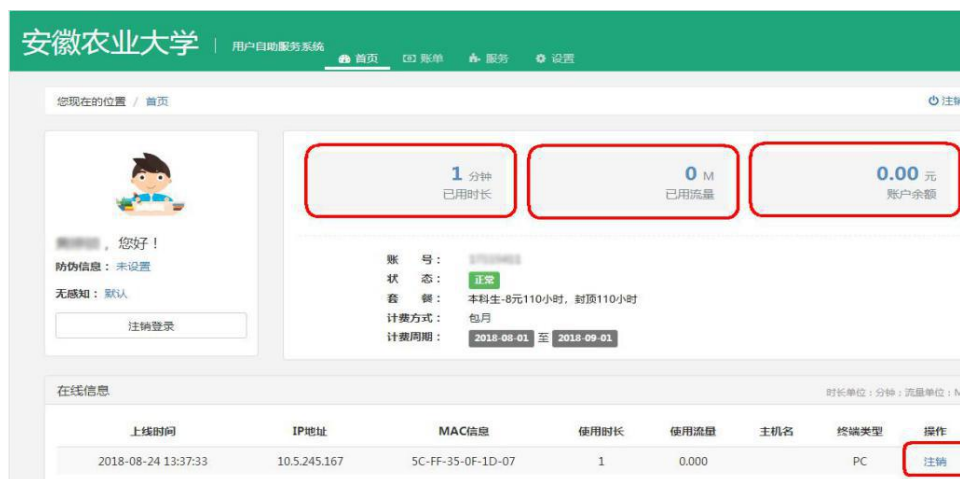 安徽农业大学 用户自助服务系统 首页 账单 服务 设置
您现在的位置 / 首页
1 分钟 0 M 0.00 元
已用时长 已用流量 账户余额
，您好！
防伪信息：未设置
无感知：默认
注销登录
账 号：
状 态：正常
套 餐：本科生-8元110小时，封顶110小时
计费方式：包月
计费周期：2018-08-01 至 2018-09-01
在线信息 时长单位：分钟；流量单位：M
上线时间 IP地址 MAC信息 使用时长 使用流量 主机名 终端类型 操作
2018-08-24 13:37:33 10.5.245.167 5C-FF-35-0F-1D-07 1 0.000 PC 注销